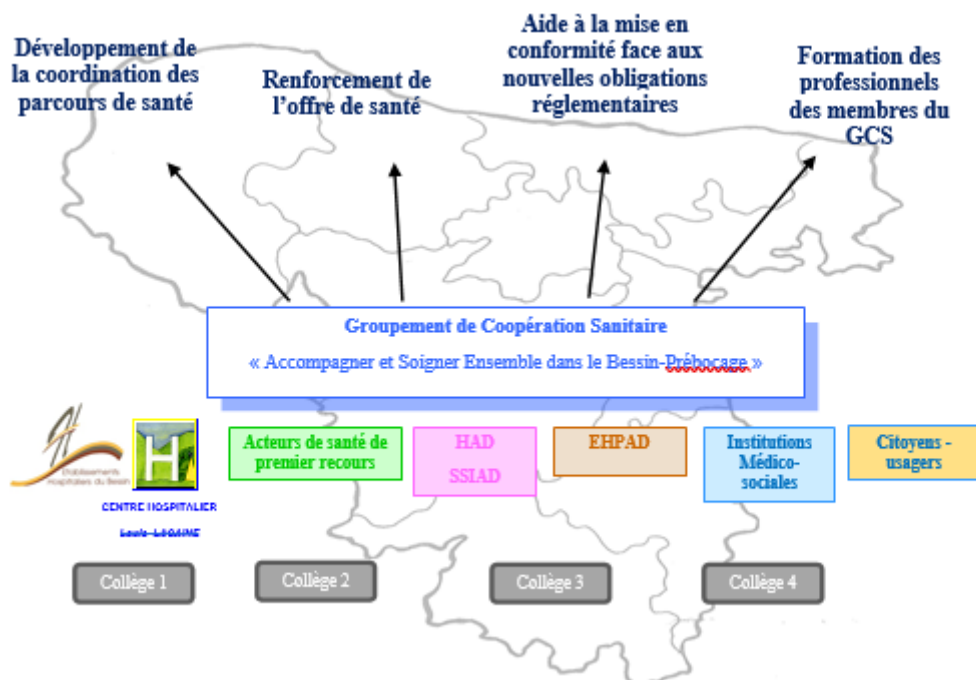 Développement de
la coordination des
parcours de santé
Renforcement de
l'offre de santé
Aide à la mise en
conformité face aux
nouvelles obligations
réglementaires
Formation des
professionnels
des membres du
GCS
Groupement de Coopération Sanitaire
« Accompagner et Soigner Ensemble dans le Bessin-Prébocage »
Etablissements
Hospitaliers du Bessin
H
CENTRE HOSPITALIER
Acteurs de santé de
premier recours
HAD
SSIAD
EHPAD
Institutions
Médico-
sociales
Citoyens -
usagers
Collège 1
Collège 2
Collège 3
Collège 4